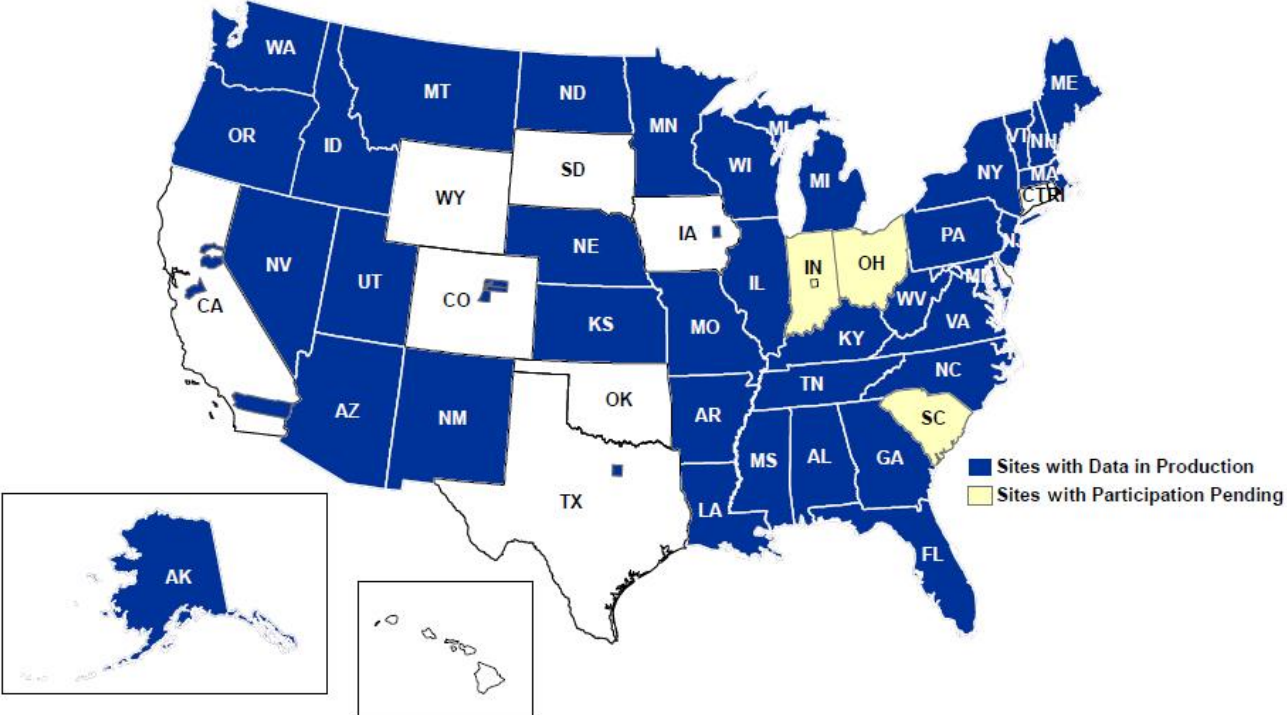 WA
MT
ND
MN
ME
OR
ID
MI
VT
NH
SD
WI
MI
NY
MA
WY
CT
RI
IA
NE
PA
NJ
NV
UT
CO
IL
IN
OH
MD
CA
WV
KS
MO
KY
VA
AZ
NM
OK
AR
TN
NC
SC
TX
MS
AL
GA
LA
FL
Sites with Data in Production
Sites with Participation Pending
AK